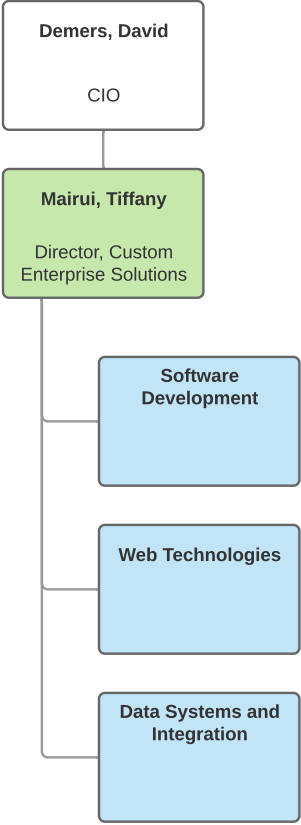 Demers, David
CIO
Mairui, Tiffany
Director, Custom
Enterprise Solutions
Software
Development
Web Technologies
Data Systems and
Integration